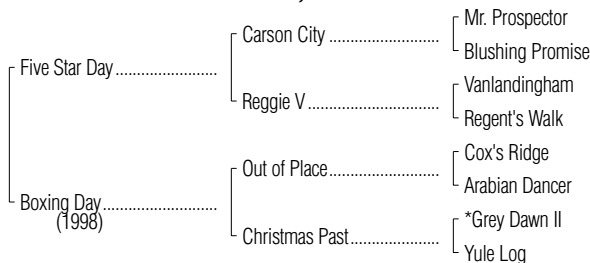 Mr. Prospector
Carson City ....................
Blushing Promise
Five Star Day ......................
Vanlandingham
Reggie V ........................
Regent's Walk
Cox's Ridge
Out of Place ....................
Arabian Dancer
Boxing Day ........................
(1998)
*Grey Dawn II
Christmas Past ................
Yule Log